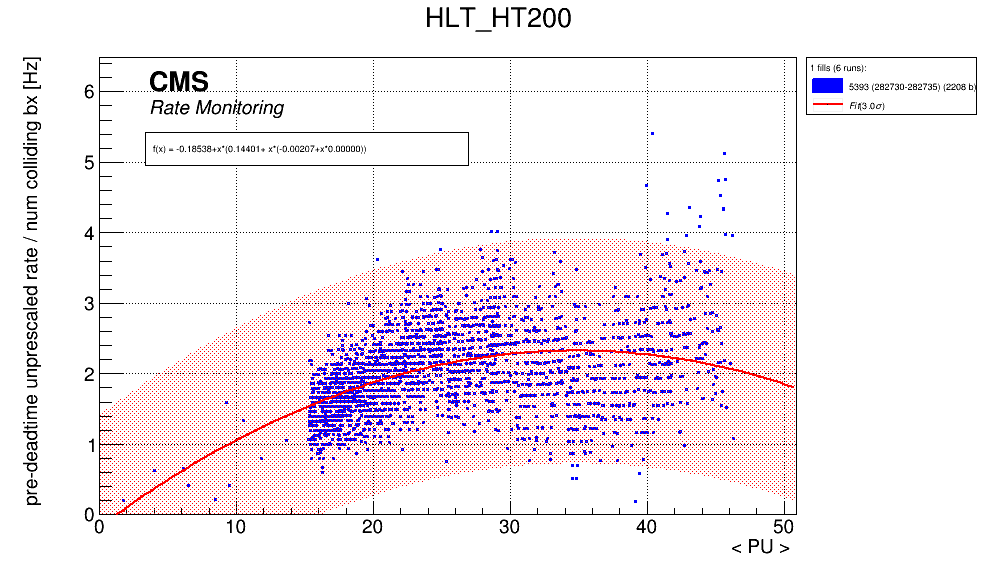 HLT_HT200
pre-deadtime unprescaled rate / num colliding bx [Hz]
CMS
Rate Monitoring
f(x) = -0.18538+x*(0.14401+ x*(-0.00207+x*0.00000))
6
5
4
3
2
1
0
0 10 20 30 40 50
< PU >
1 fills (6 runs):
5393 (282730-282735) (2208 b)
Fit(3.0σ)